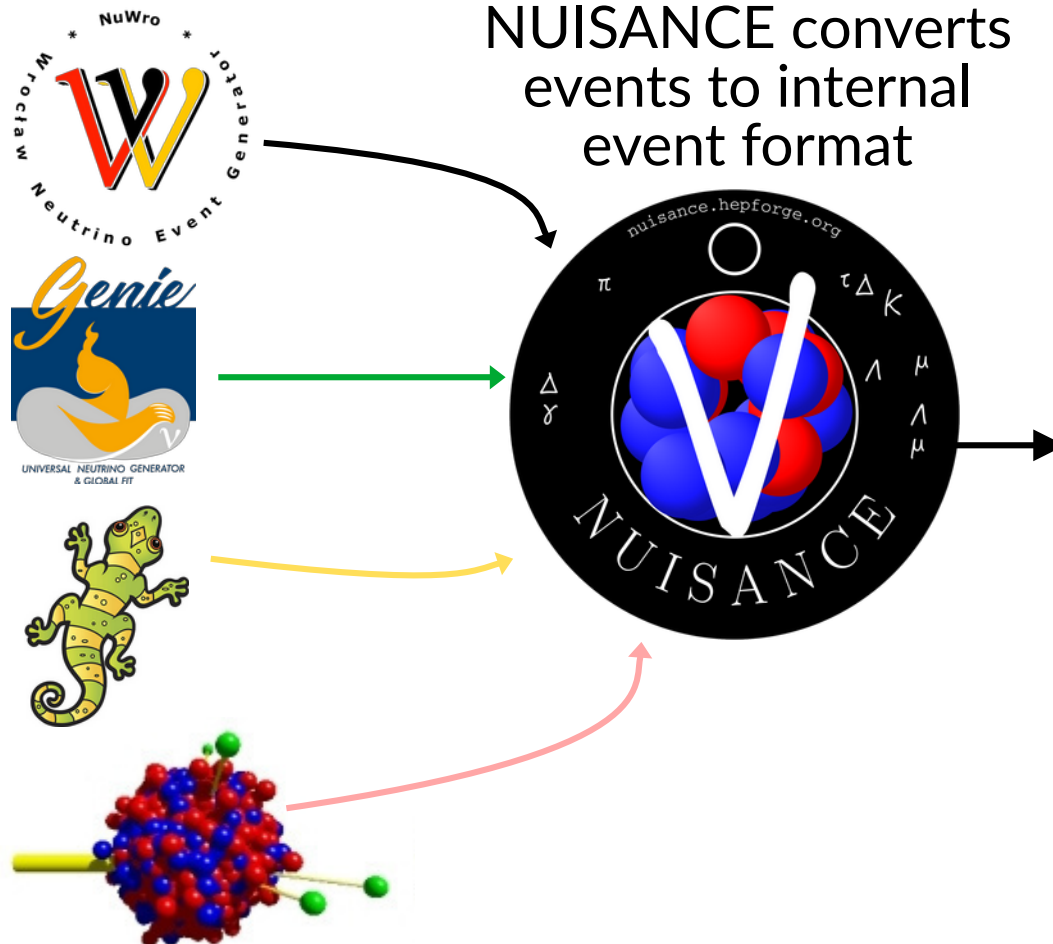 * NuWro *
Wrocław Neutrino Event Generator
NUISANCE converts
events to internal
event format
Genie
ν
UNIVERSAL NEUTRINO GENERATOR
& GLOBAL FIT
nuisance.hepforge.org
π
τ Δ K
Λ μ
Δ
γ
Λ
μ
NUISANCE